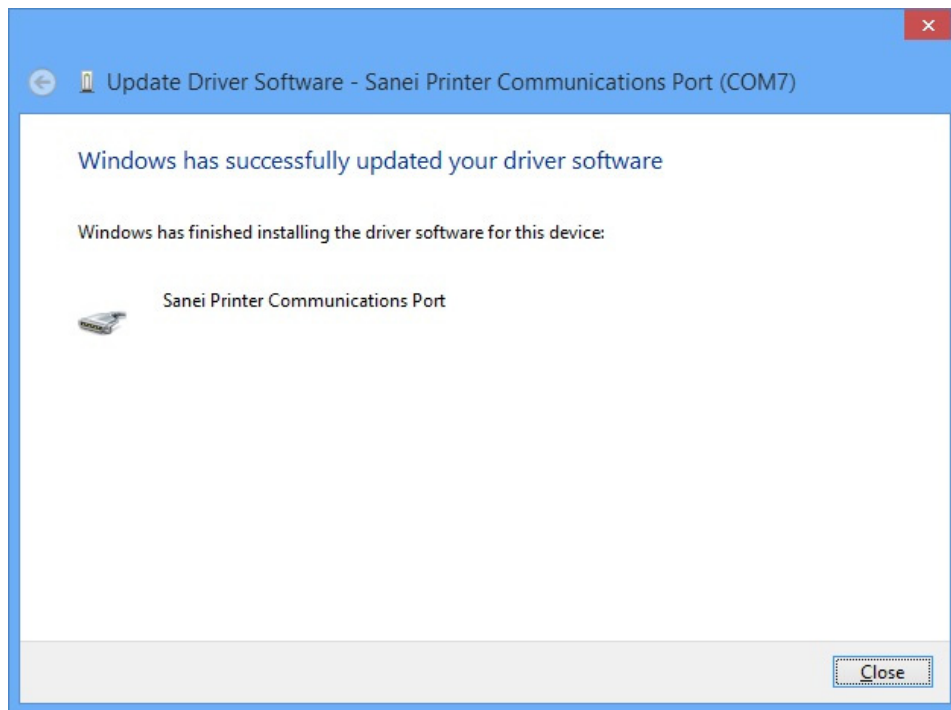 Update Driver Software - Sanei Printer Communications Port (COM7)
Windows has successfully updated your driver software
Windows has finished installing the driver software for this device:
Sanei Printer Communications Port
Close